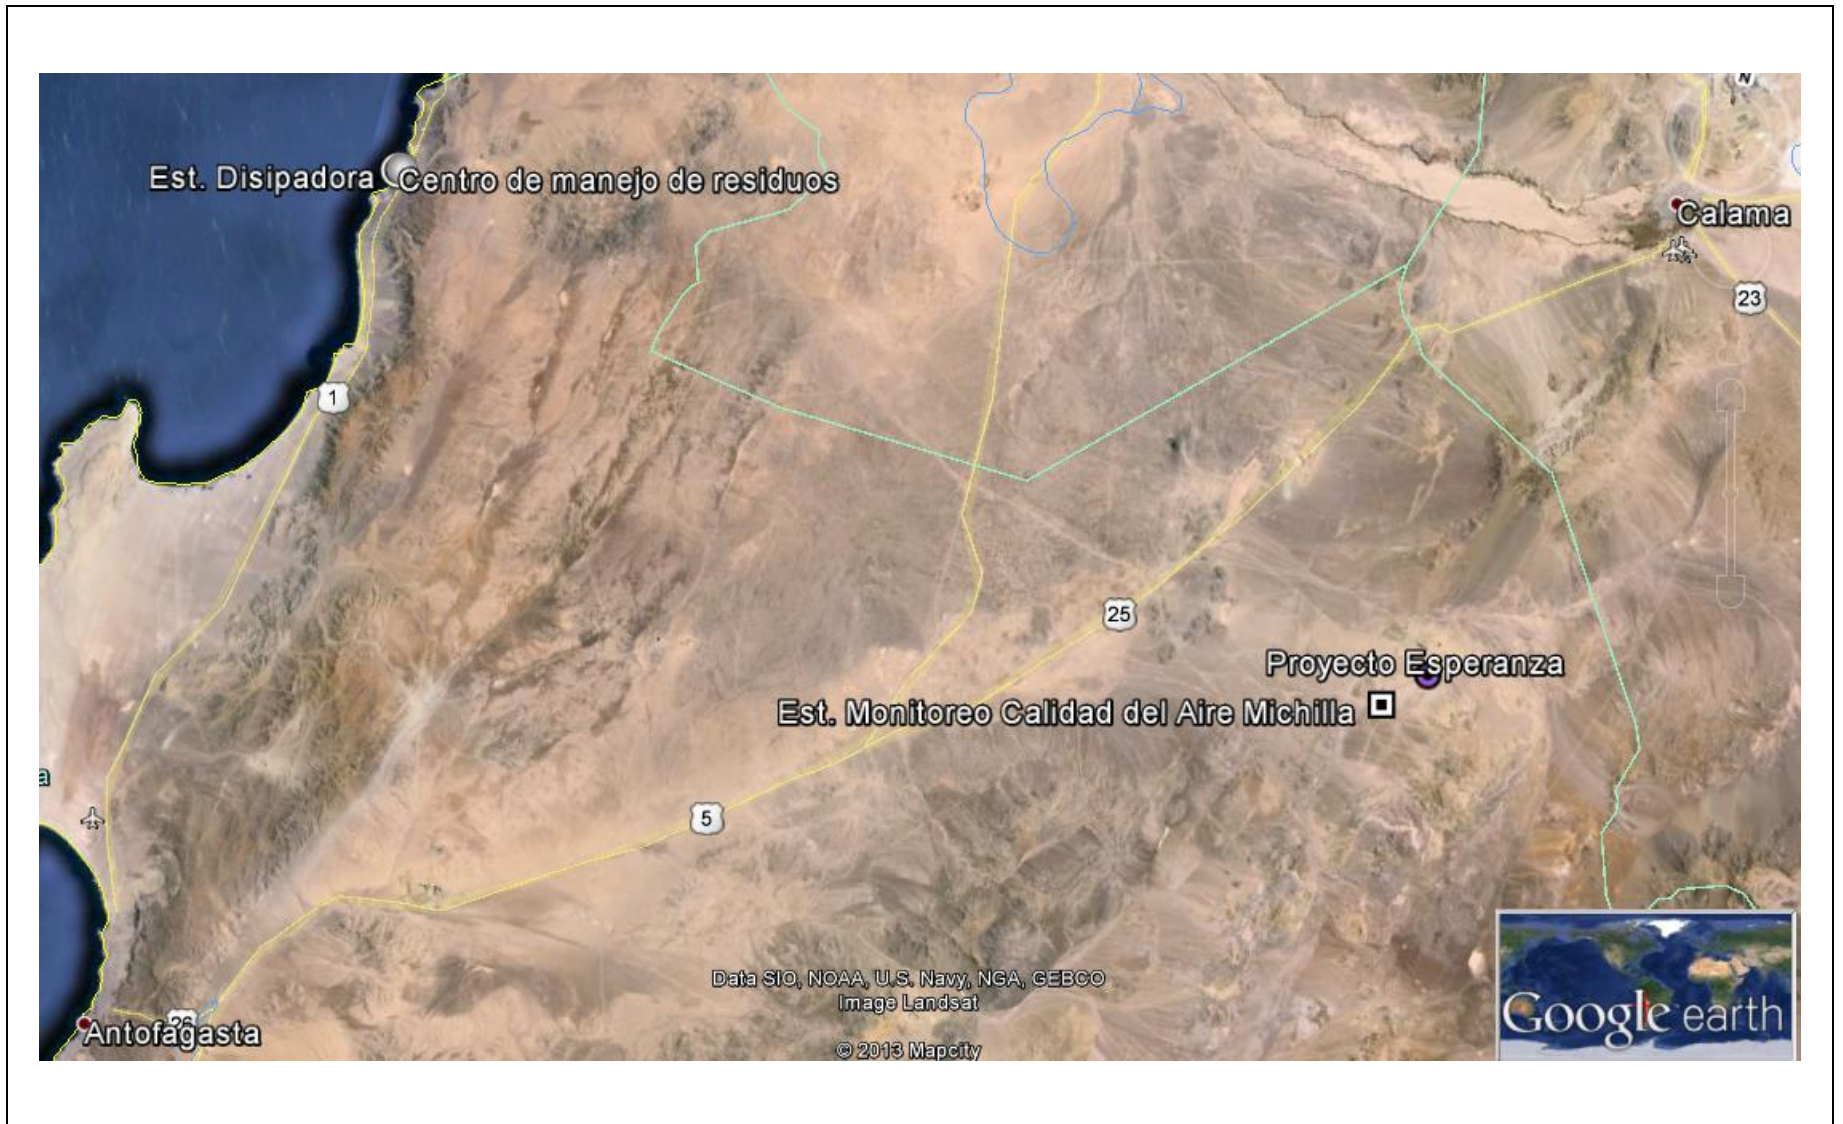 N
Est. Disipadora
Centro de manejo de residuos
Calama
23
1
25
Proyecto Esperanza
Est. Monitoreo Calidad del Aire Michilla
a
5
Data SIO, NOAA, U.S. Navy, NGA, GEBCO
Image Landsat
© 2013 Mapcity
26
Antofagasta
Google earth